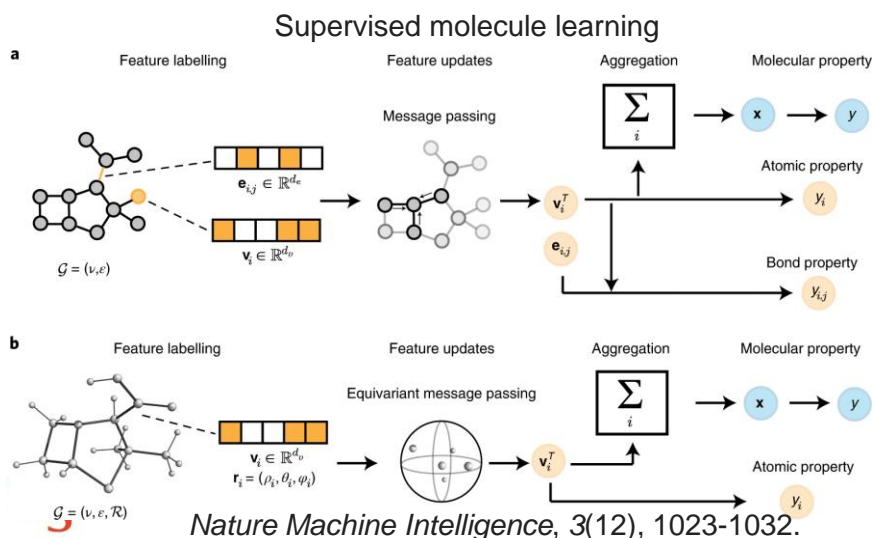 Supervised molecule learning
a
Feature labelling
Feature updates
Aggregation
Molecular property
Message passing
∑
i
x
y
e_{i,j} ∈ ℝ^{d_e}
Atomic property
v_i^T
y_i
v_i ∈ ℝ^{d_v}
e_{i,j}
Bond property
𝒢 = (ν,ε)
y_{i,j}
b
Feature labelling
Feature updates
Aggregation
Molecular property
Equivariant message passing
∑
i
x
y
v_i ∈ ℝ^{d_v}
r_i = (ρ_i, θ_i, φ_i)
v_i^T
Atomic property
y_i
𝒢 = (ν, ε, ℛ)
Nature Machine Intelligence, 3(12), 1023-1032.